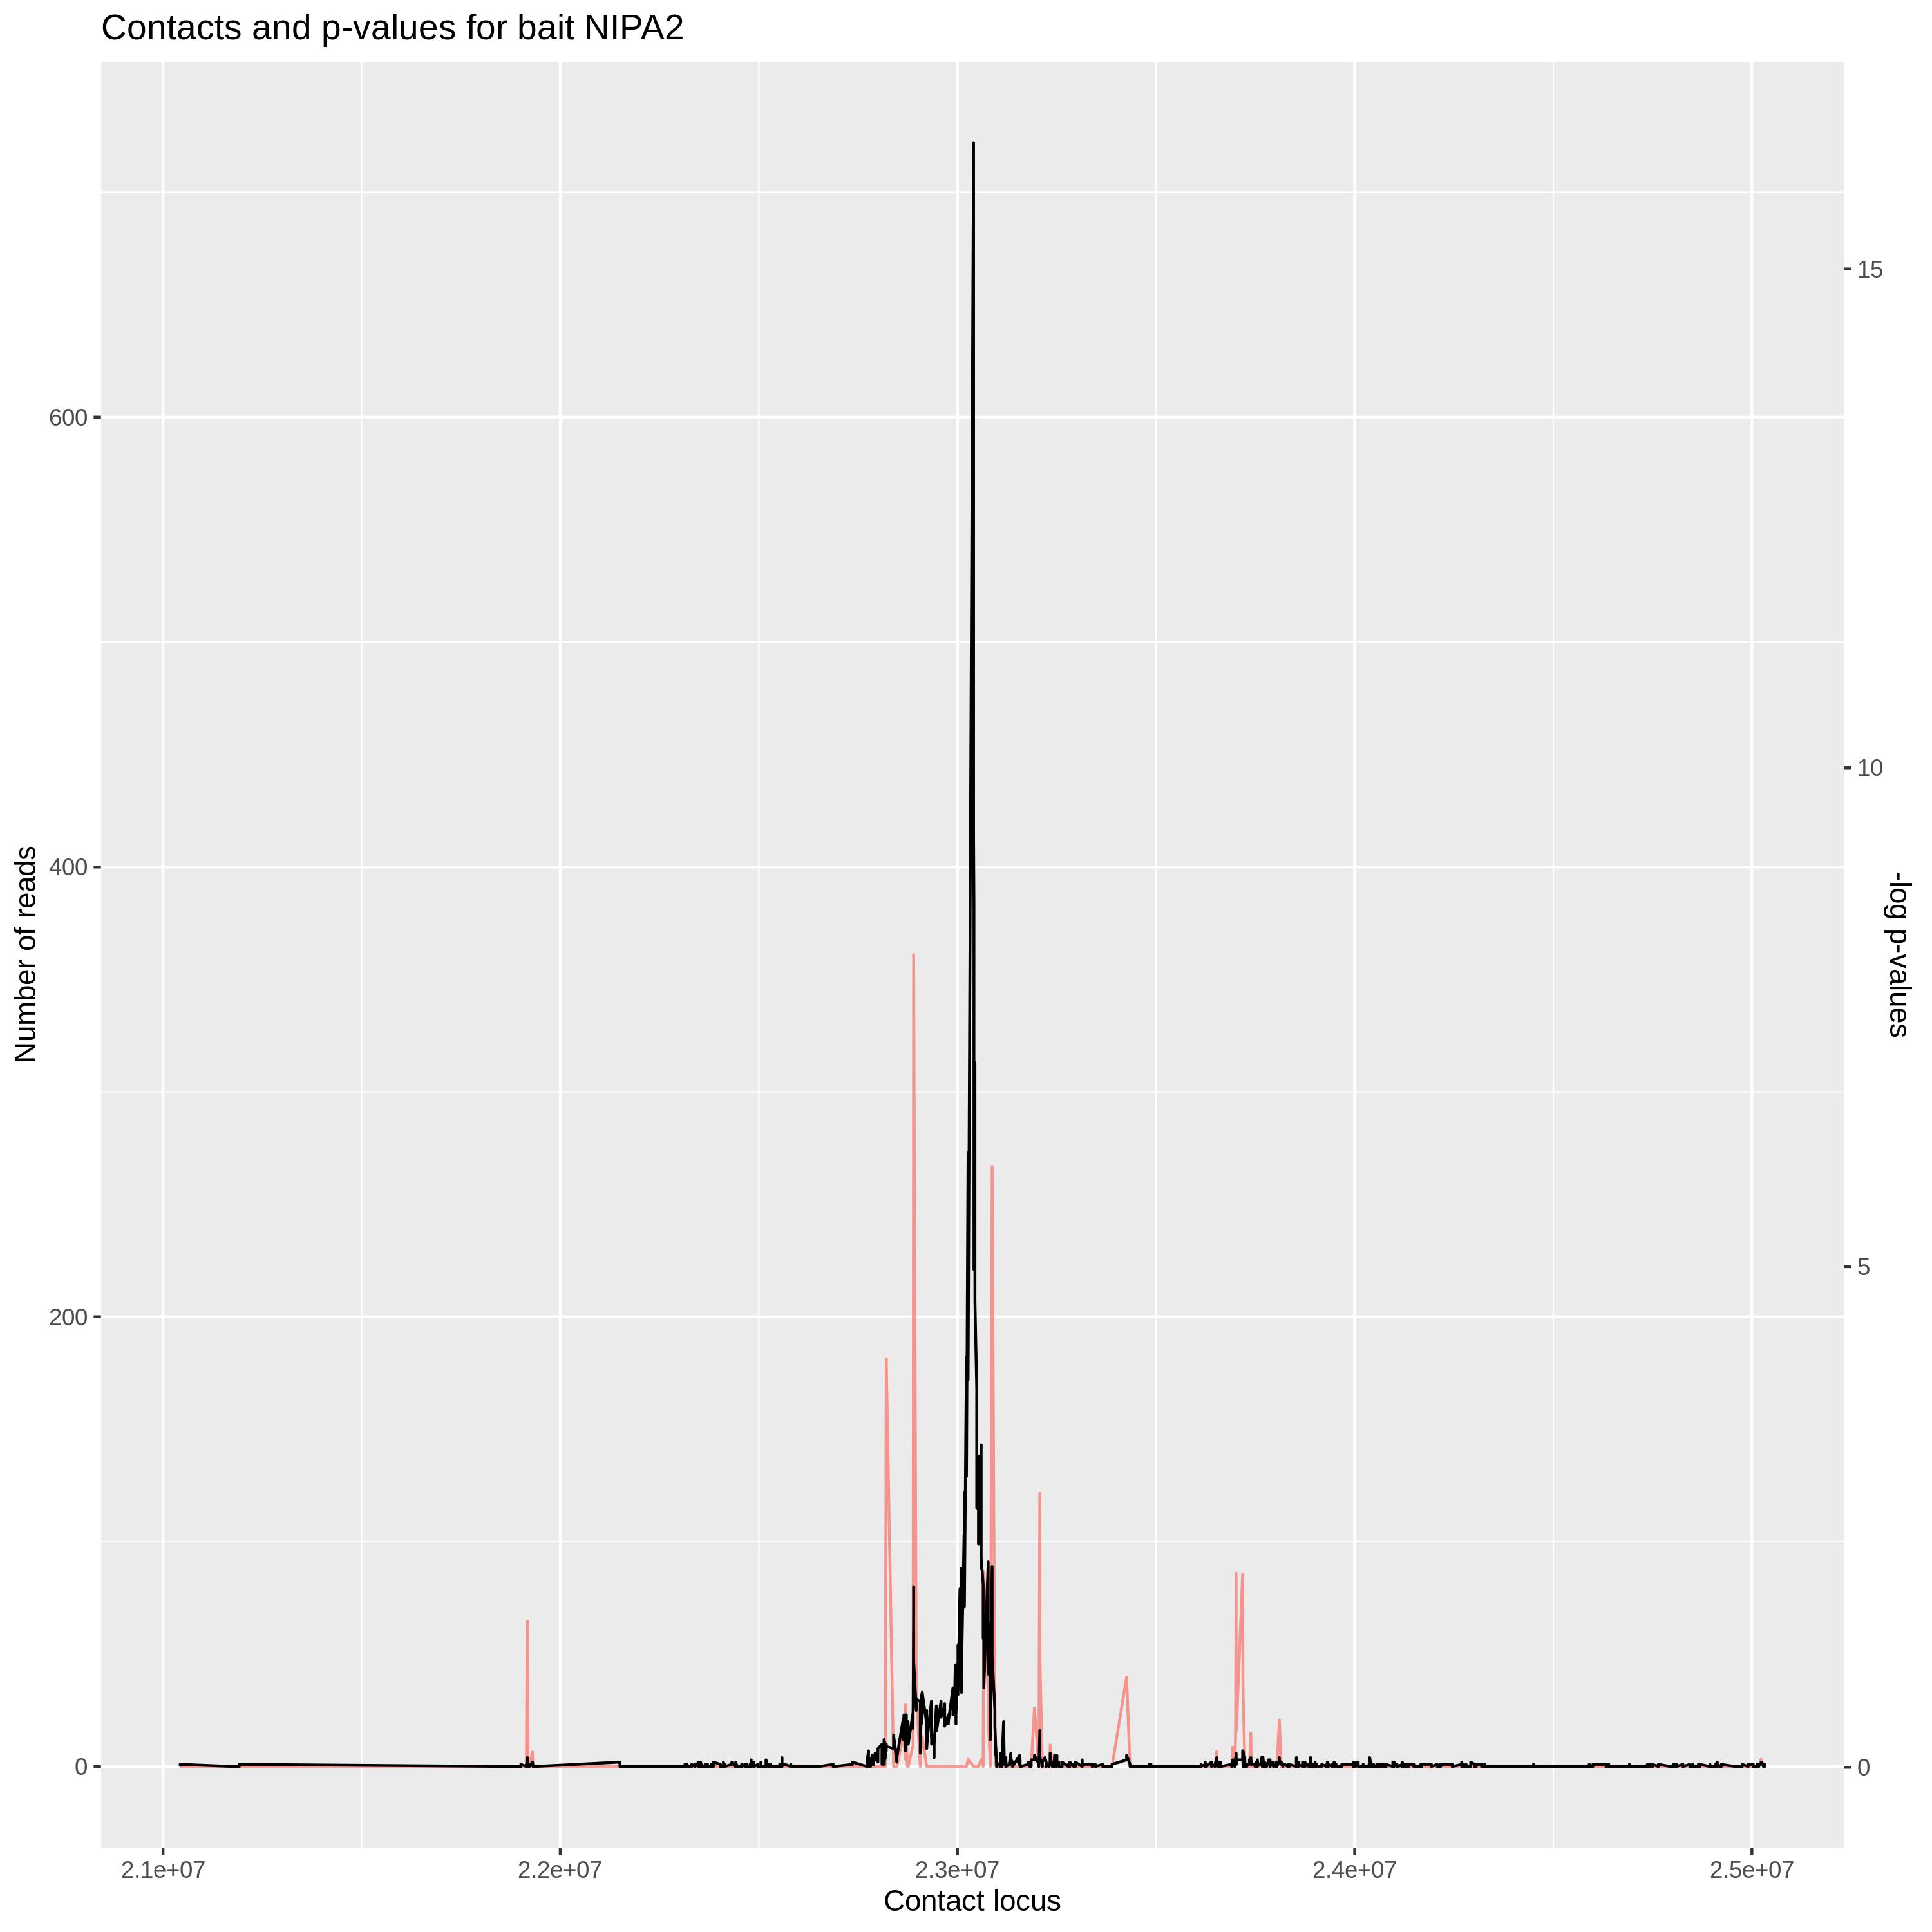 Contacts and p-values for bait NIPA2
Number of reads
600
400
200
0
15
10
5
0
-log p-values
2.1e+07 2.2e+07 2.3e+07 2.4e+07 2.5e+07
Contact locus